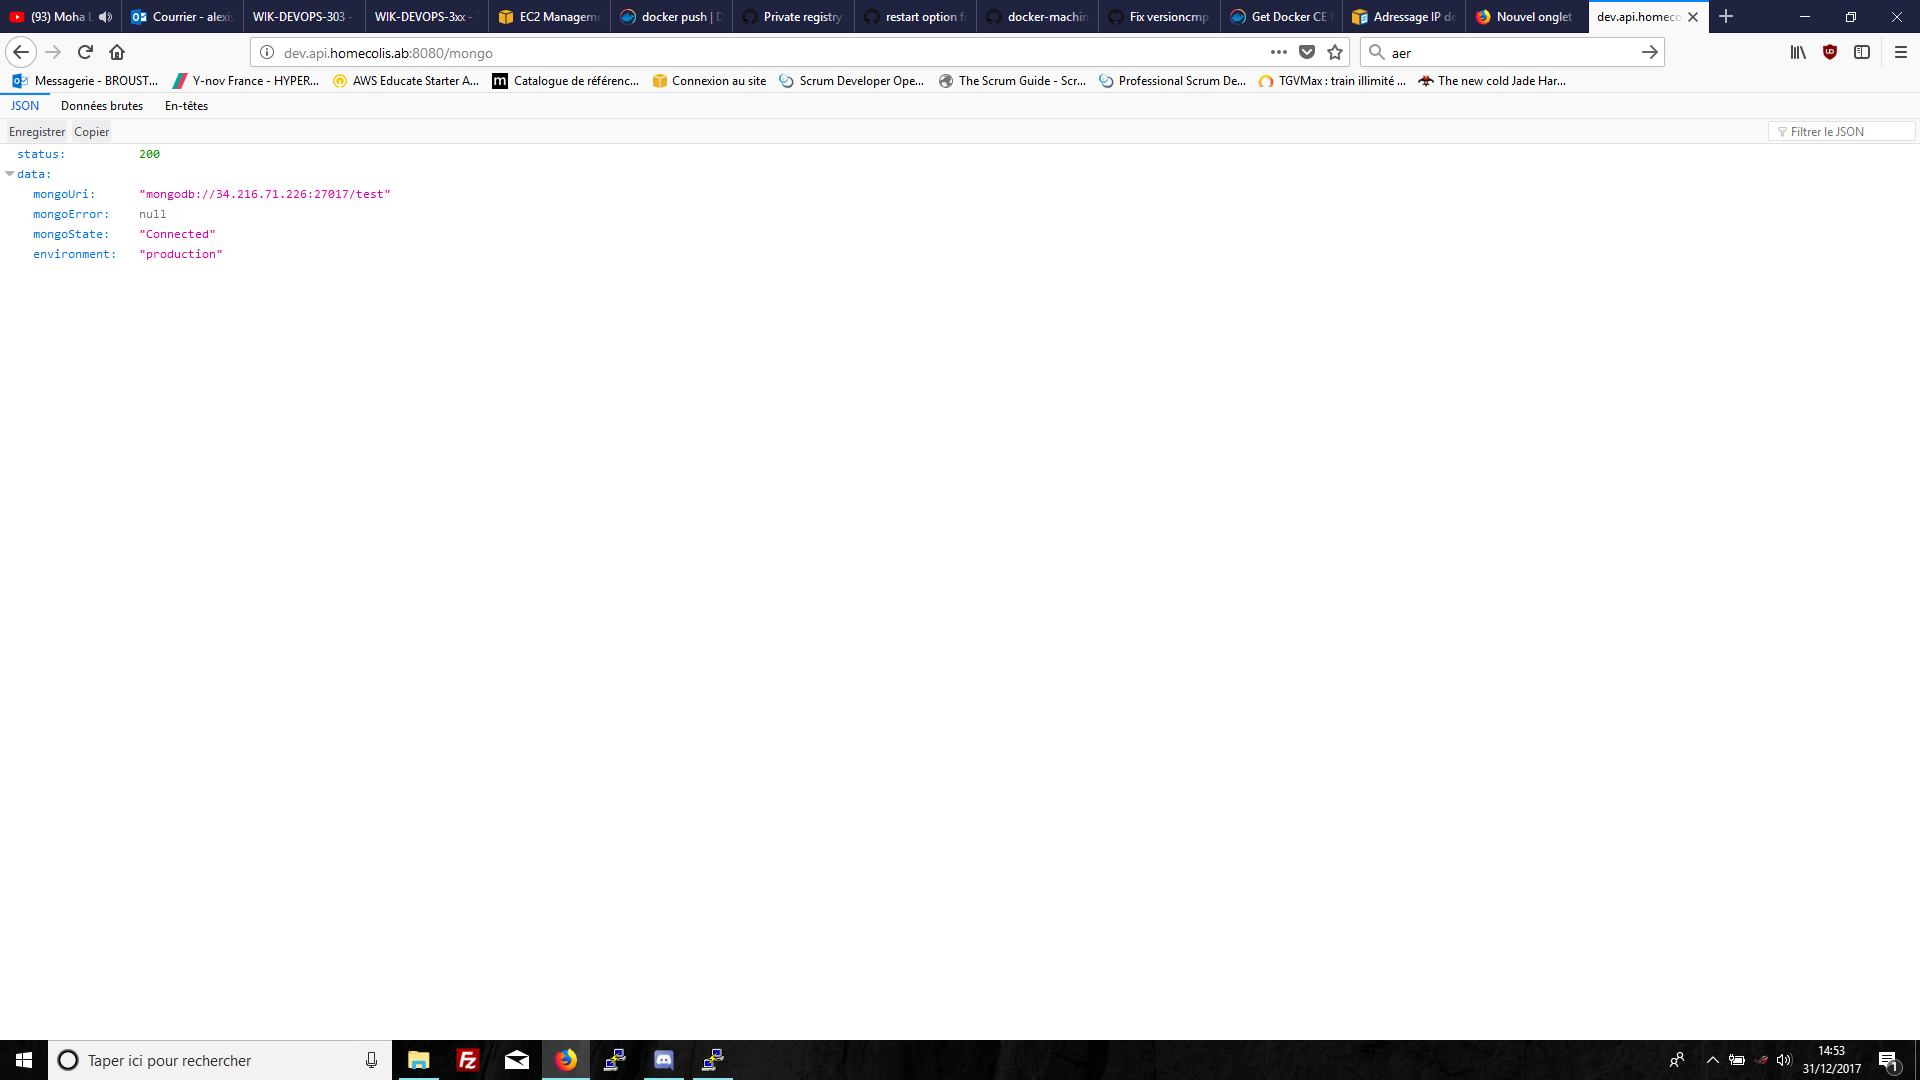 (93) Moha L
Courrier - alexis
WIK-DEVOPS-303 -
WIK-DEVOPS-3xx -
EC2 Manageme
docker push | D
Private registry
restart option f
docker-machin
Fix versioncmp
Get Docker CE f
Adressage IP de
Nouvel onglet
dev.api.homeco
dev.api.homecolis.ab:8080/mongo
aer
Messagerie - BROUST...
Y-nov France - HYPER...
AWS Educate Starter A...
Catalogue de référenc...
Connexion au site
Scrum Developer Ope...
The Scrum Guide - Scr...
Professional Scrum De...
TGVMax : train illimité ...
The new cold Jade Har...
JSON Données brutes En-têtes
Enregistrer Copier
Filtrer le JSON
status: 200
data:
mongoUri: "mongodb://34.216.71.226:27017/test"
mongoError: null
mongoState: "Connected"
environment: "production"
Taper ici pour rechercher
14:53
31/12/2017
1